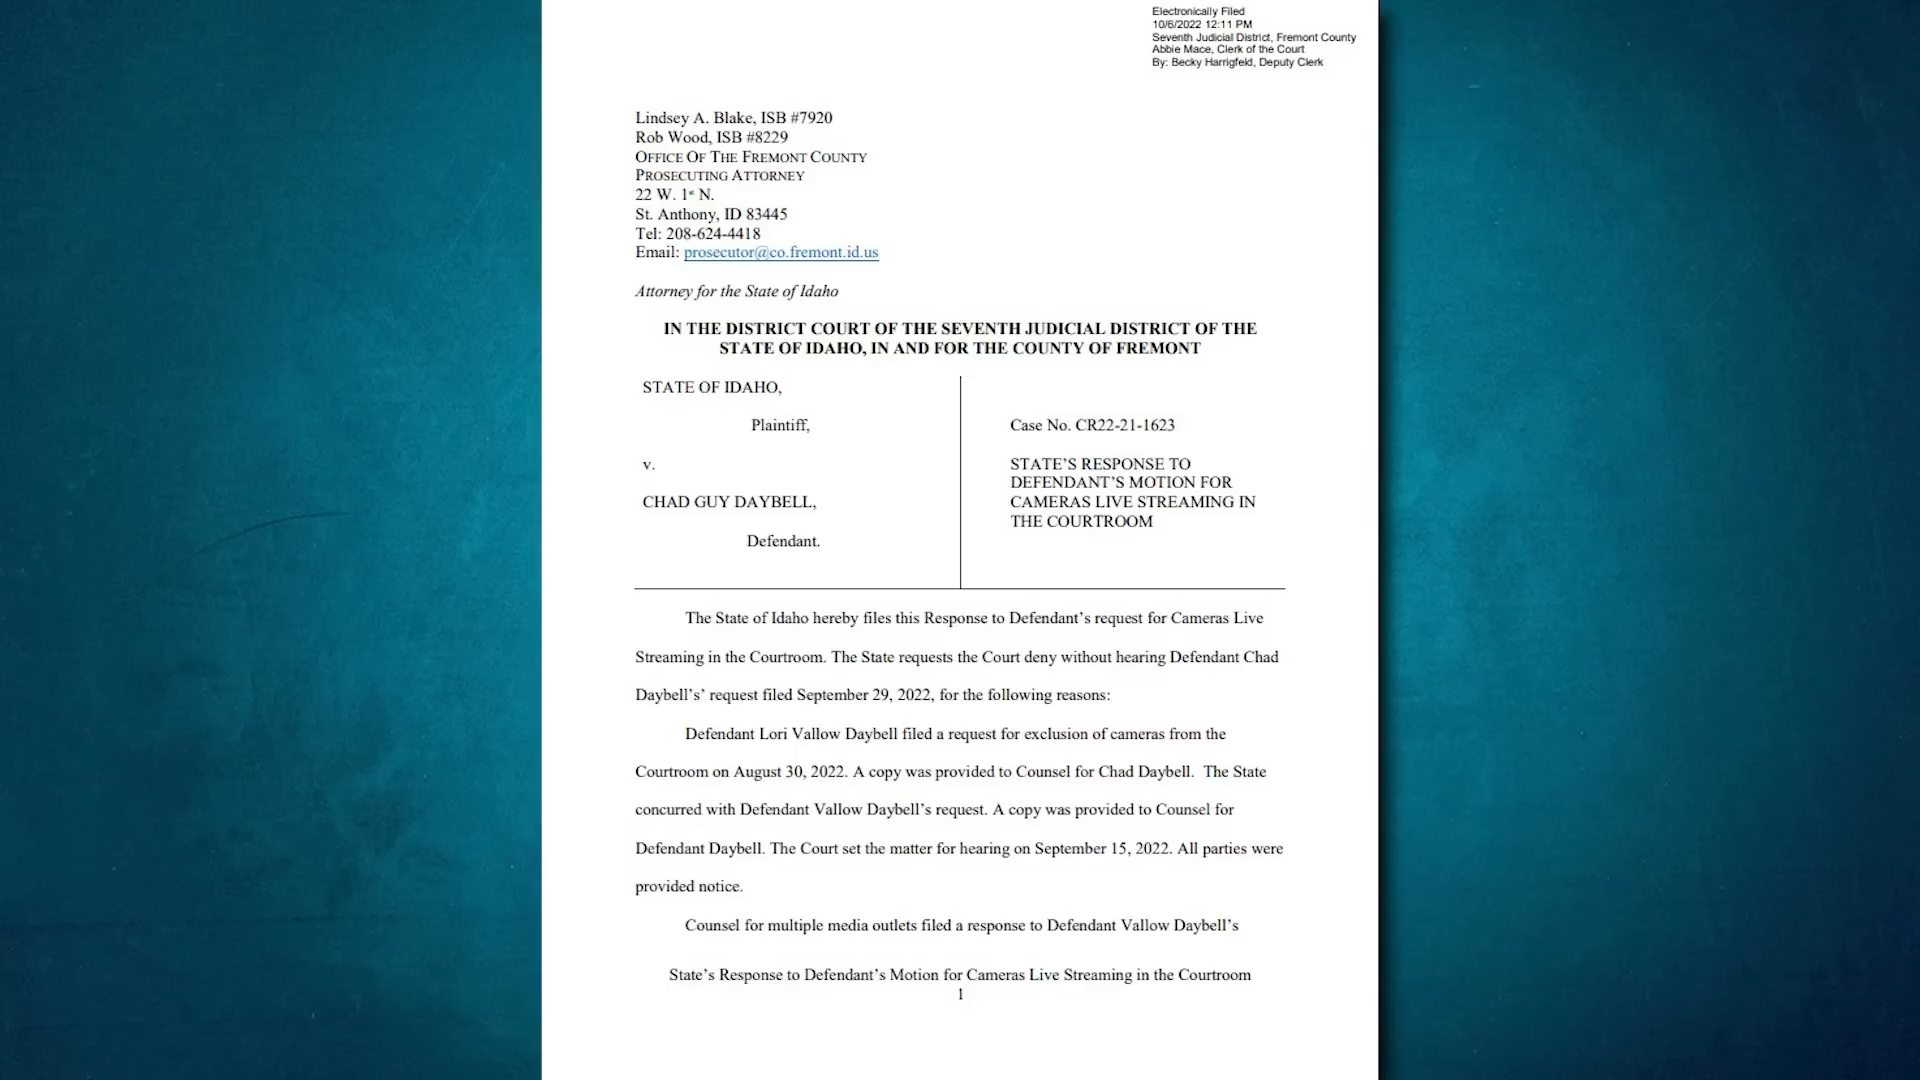 Electronically Filed
10/6/2022 12:11 PM
Seventh Judicial District, Fremont County
Abbie Mace, Clerk of the Court
By: Becky Harrigfeld, Deputy Clerk
Lindsey A. Blake, ISB #7920
Rob Wood, ISB #8229
OFFICE OF THE FREMONT COUNTY
PROSECUTING ATTORNEY
22 W. 1st N.
St. Anthony, ID 83445
Tel: 208-624-4418
Email: prosecutor@co.fremont.id.us
Attorney for the State of Idaho
IN THE DISTRICT COURT OF THE SEVENTH JUDICIAL DISTRICT OF THE
STATE OF IDAHO, IN AND FOR THE COUNTY OF FREMONT
STATE OF IDAHO,
Plaintiff,
v.
CHAD GUY DAYBELL,
Defendant.
Case No. CR22-21-1623
STATE’S RESPONSE TO
DEFENDANT’S MOTION FOR
CAMERAS LIVE STREAMING IN
THE COURTROOM
The State of Idaho hereby files this Response to Defendant’s request for Cameras Live
Streaming in the Courtroom. The State requests the Court deny without hearing Defendant Chad
Daybell’s’ request filed September 29, 2022, for the following reasons:
Defendant Lori Vallow Daybell filed a request for exclusion of cameras from the
Courtroom on August 30, 2022. A copy was provided to Counsel for Chad Daybell. The State
concurred with Defendant Vallow Daybell’s request. A copy was provided to Counsel for
Defendant Daybell. The Court set the matter for hearing on September 15, 2022. All parties were
provided notice.
Counsel for multiple media outlets filed a response to Defendant Vallow Daybell’s
State’s Response to Defendant’s Motion for Cameras Live Streaming in the Courtroom
1